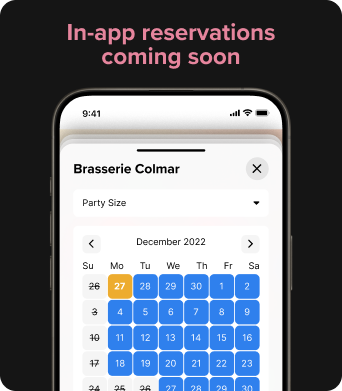 In-app reservations
coming soon
9:41
Brasserie Colmar
Party Size
December 2022
Su Mo Tu We Th Fr Sa
26 27 28 29 30 1 2
3 4 5 6 7 8 9
10 11 12 13 14 15 16
17 18 19 20 21 22 23
24 25 26 27 28 29 30